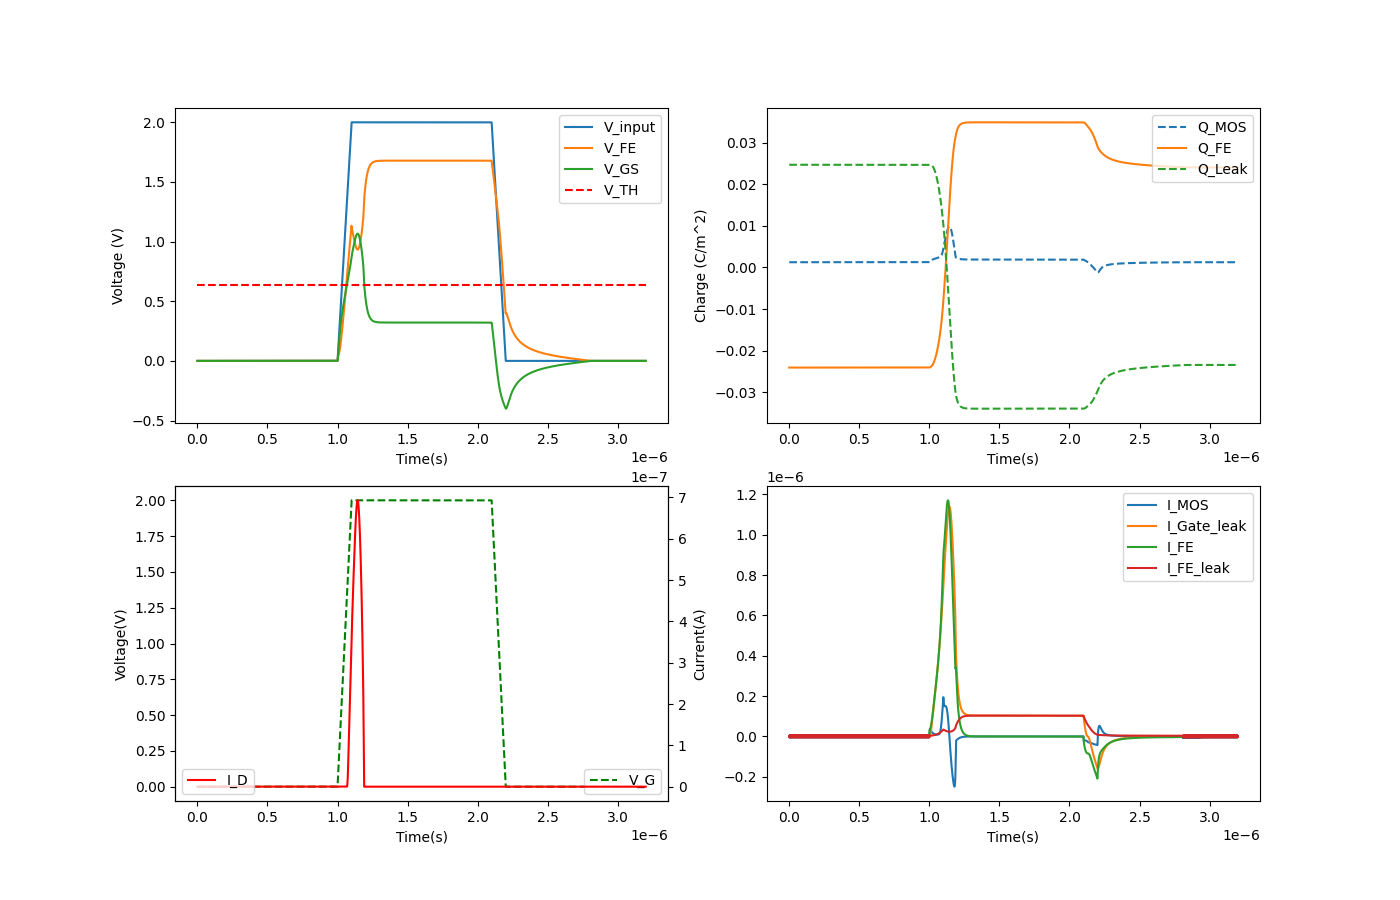 2.0
1.5
1.0
0.5
0.0
−0.5
Voltage (V)
V_input
V_FE
V_GS
V_TH
0.0 0.5 1.0 1.5 2.0 2.5 3.0
Time(s)
1e−6
0.03
0.02
0.01
0.00
−0.01
−0.02
−0.03
Charge (C/m^2)
Q_MOS
Q_FE
Q_Leak
0.0 0.5 1.0 1.5 2.0 2.5 3.0
Time(s)
1e−6
1e−7
2.00
1.75
1.50
1.25
1.00
0.75
0.50
0.25
0.00
Voltage(V)
I_D
V_G
7
6
5
4
3
2
1
0
Current(A)
0.0 0.5 1.0 1.5 2.0 2.5 3.0
Time(s)
1e−6
1e−6
1.2
1.0
0.8
0.6
0.4
0.2
0.0
−0.2
I_MOS
I_Gate_leak
I_FE
I_FE_leak
0.0 0.5 1.0 1.5 2.0 2.5 3.0
Time(s)
1e−6